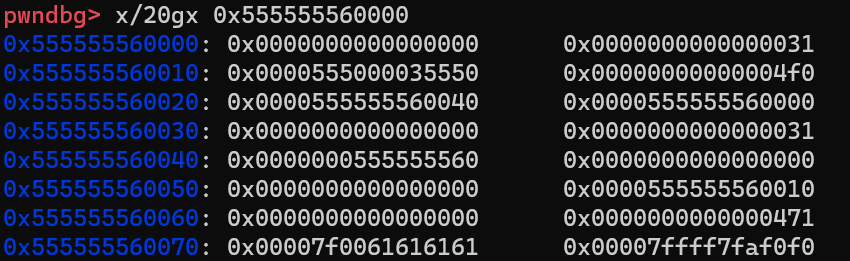 pwndbg> x/20gx 0x555555560000
0x555555560000: 0x0000000000000000 0x0000000000000031
0x555555560010: 0x0000555000035550 0x00000000000004f0
0x555555560020: 0x0000555555560040 0x0000555555560000
0x555555560030: 0x0000000000000000 0x0000000000000031
0x555555560040: 0x0000000555555560 0x0000000000000000
0x555555560050: 0x0000000000000000 0x0000555555560010
0x555555560060: 0x0000000000000000 0x0000000000000471
0x555555560070: 0x00007f0061616161 0x00007ffff7faf0f0